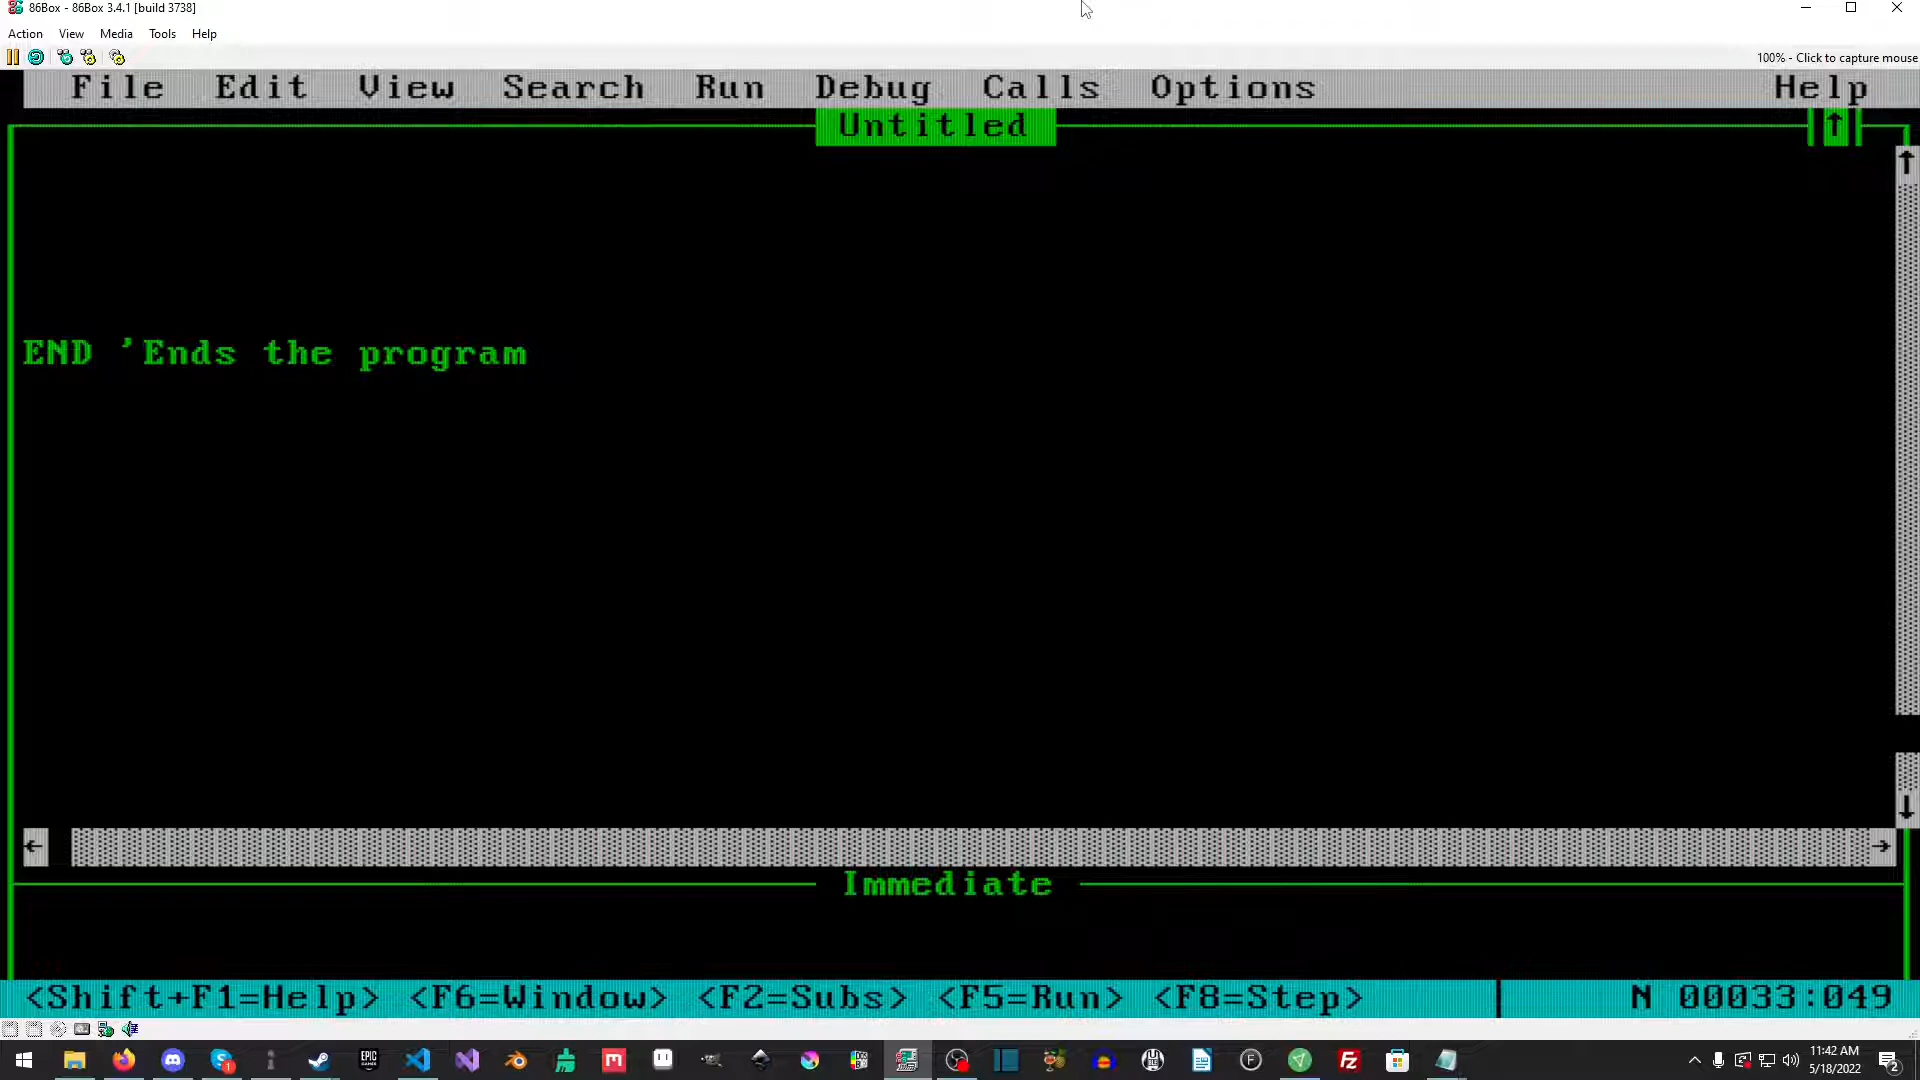 86Box - 86Box 3.4.1 [build 3738]
Action View Media Tools Help
100% - Click to capture mouse
File Edit View Search Run Debug Calls Options Help
Untitled
END 'Ends the program
Immediate
<Shift+F1=Help> <F6=Window> <F2=Subs> <F5=Run> <F8=Step> N 00033:049
11:42 AM
5/18/2022